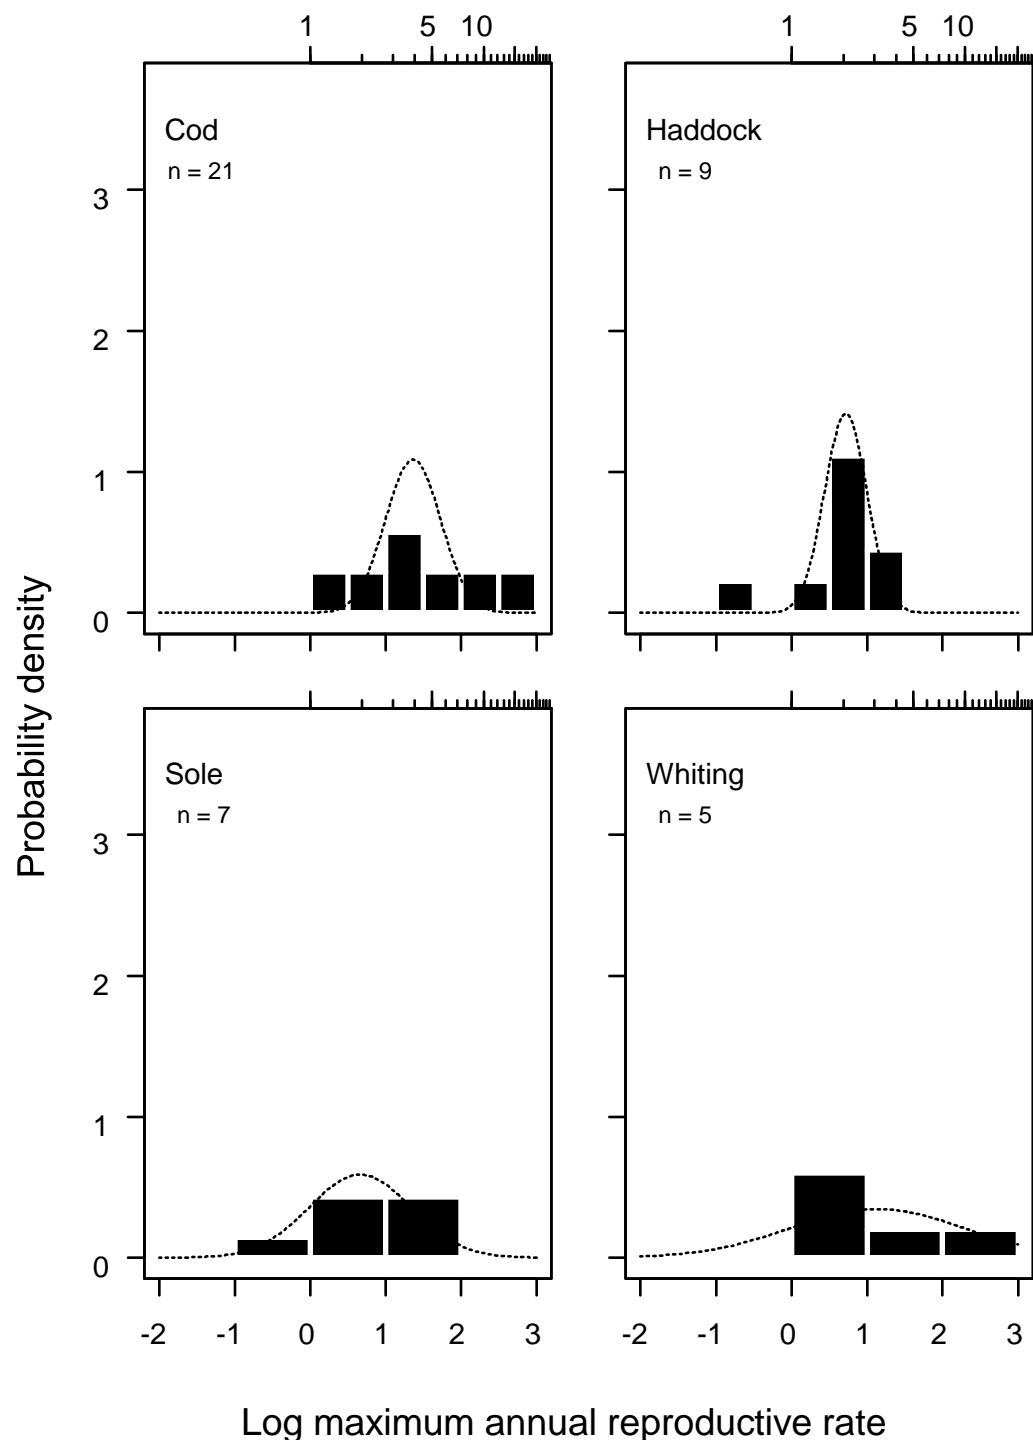 1 5 10 1 5 10
Cod
n = 21
Haddock
n = 9
3
2
1
0
Sole
n = 7
Whiting
n = 5
3
2
1
0
-2 -1 0 1 2 3 -2 -1 0 1 2 3
Probability density
Log maximum annual reproductive rate